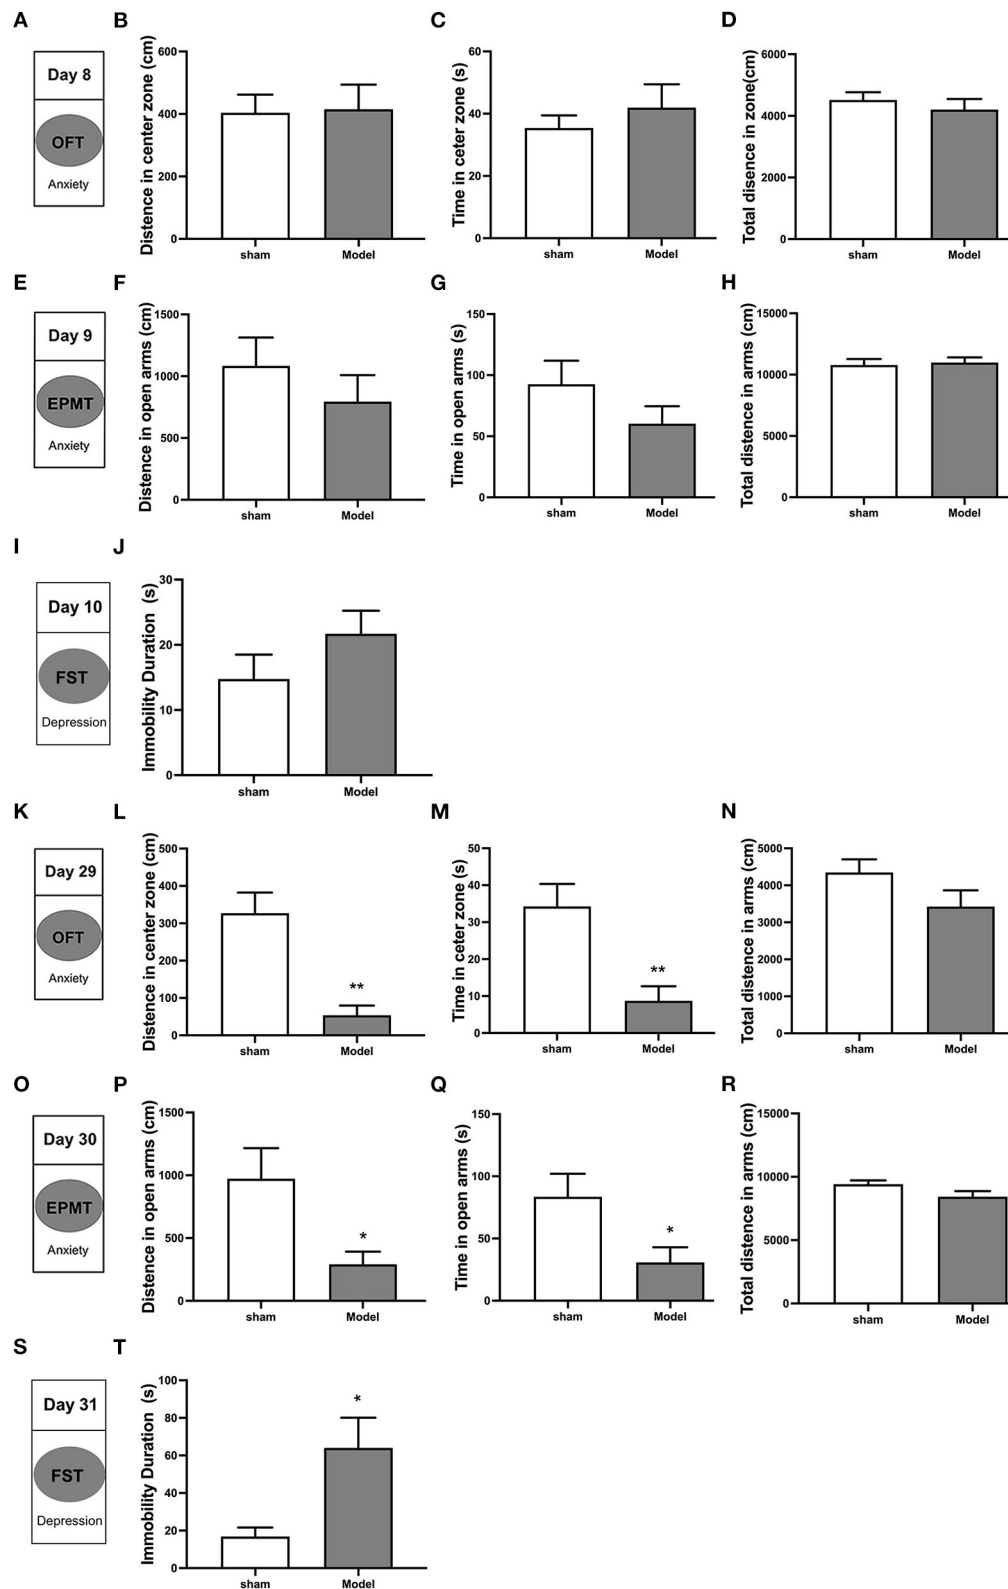 A
B
C
D
Day 8
OFT
Anxiety
Distence in center zone (cm)
600
400
200
0
sham
Model
Time in ceter zone (s)
60
40
20
0
sham
Model
Total disence in zone(cm)
6000
4000
2000
0
sham
Model
E
F
G
H
Day 9
EPMT
Anxiety
Distence in open arms (cm)
1500
1000
500
0
sham
Model
Time in open arms (s)
150
100
50
0
sham
Model
Total distence in arms (cm)
15000
10000
5000
0
sham
Model
I
J
Day 10
FST
Depression
Immobility Duration (s)
30
20
10
0
sham
Model
K
L
M
N
Day 29
OFT
Anxiety
Distence in center zone (cm)
500
400
300
200
100
0
**
sham
Model
Time in ceter zone (s)
50
40
30
20
10
0
**
sham
Model
Total distence in arms (cm)
5000
4000
3000
2000
1000
0
sham
Model
O
P
Q
R
Day 30
EPMT
Anxiety
Distence in open arms (cm)
1500
1000
500
0
*
sham
Model
Time in open arms (s)
150
100
50
0
*
sham
Model
Total distence in arms (cm)
15000
10000
5000
0
sham
Model
S
T
Day 31
FST
Depression
Immobility Duration (s)
100
80
60
40
20
0
*
sham
Model